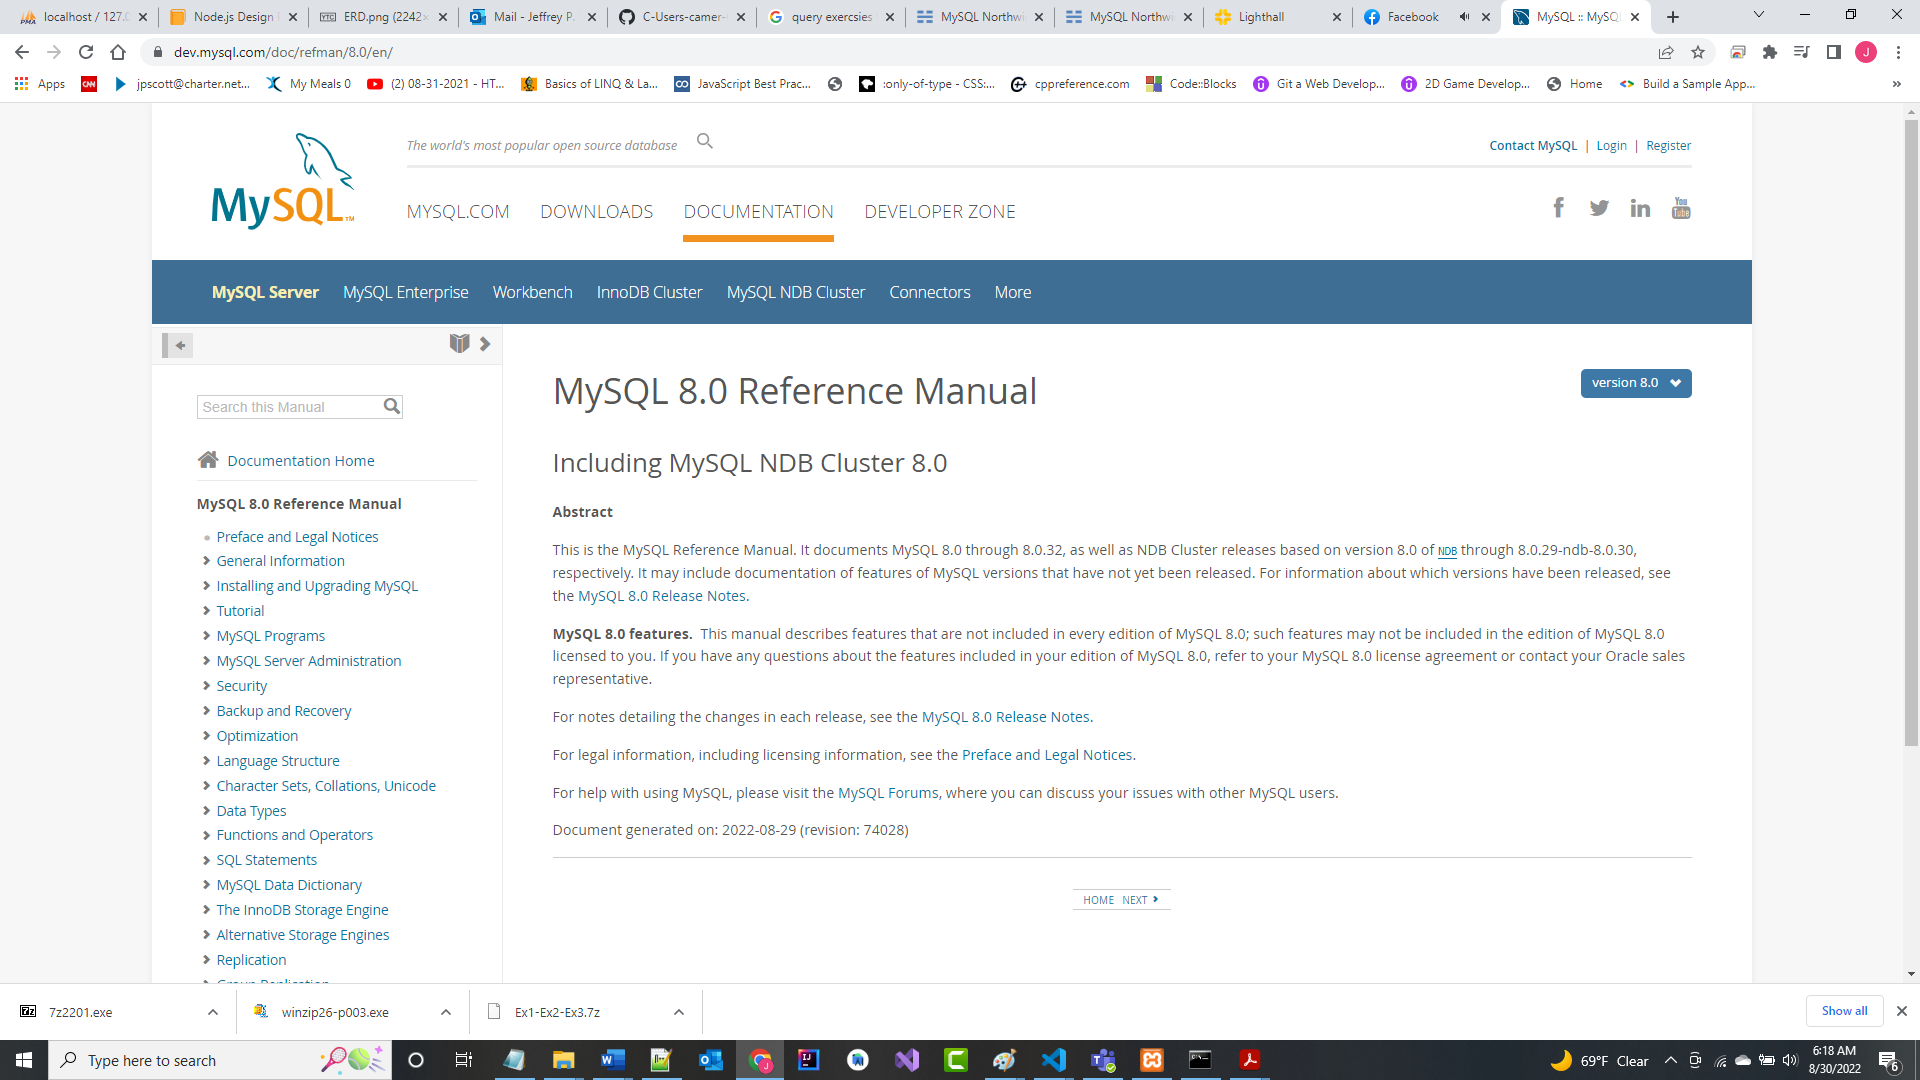 localhost / 127.0
Node.js Design
ERD.png (2242×
Mail - Jeffrey P.
C-Users-camer-
query exercsies
MySQL Northwi
MySQL Northwi
Lighthall
Facebook
MySQL :: MySQL
dev.mysql.com/doc/refman/8.0/en/
J
Apps
CNN
jpscott@charter.net...
My Meals 0
(2) 08-31-2021 - HT...
Basics of LINQ & La...
JavaScript Best Prac...
:only-of-type - CSS:...
cppreference.com
Code::Blocks
Git a Web Develop...
2D Game Develop...
Home
Build a Sample App...
»
The world's most popular open source database
Contact MySQL | Login | Register
MySQL™
MYSQL.COM DOWNLOADS DOCUMENTATION DEVELOPER ZONE
You Tube
MySQL Server MySQL Enterprise Workbench InnoDB Cluster MySQL NDB Cluster Connectors More
Search this Manual
Documentation Home
MySQL 8.0 Reference Manual
Preface and Legal Notices
General Information
Installing and Upgrading MySQL
Tutorial
MySQL Programs
MySQL Server Administration
Security
Backup and Recovery
Optimization
Language Structure
Character Sets, Collations, Unicode
Data Types
Functions and Operators
SQL Statements
MySQL Data Dictionary
The InnoDB Storage Engine
Alternative Storage Engines
Replication
Group Replication
MySQL 8.0 Reference Manual
version 8.0
Including MySQL NDB Cluster 8.0
Abstract
This is the MySQL Reference Manual. It documents MySQL 8.0 through 8.0.32, as well as NDB Cluster releases based on version 8.0 of NDB through 8.0.29-ndb-8.0.30,
respectively. It may include documentation of features of MySQL versions that have not yet been released. For information about which versions have been released, see
the MySQL 8.0 Release Notes.
MySQL 8.0 features. This manual describes features that are not included in every edition of MySQL 8.0; such features may not be included in the edition of MySQL 8.0
licensed to you. If you have any questions about the features included in your edition of MySQL 8.0, refer to your MySQL 8.0 license agreement or contact your Oracle sales
representative.
For notes detailing the changes in each release, see the MySQL 8.0 Release Notes.
For legal information, including licensing information, see the Preface and Legal Notices.
For help with using MySQL, please visit the MySQL Forums, where you can discuss your issues with other MySQL users.
Document generated on: 2022-08-29 (revision: 74028)
HOME NEXT
7z2201.exe
winzip26-p003.exe
Ex1-Ex2-Ex3.7z
Show all
Type here to search
69°F Clear
6:18 AM
8/30/2022
6